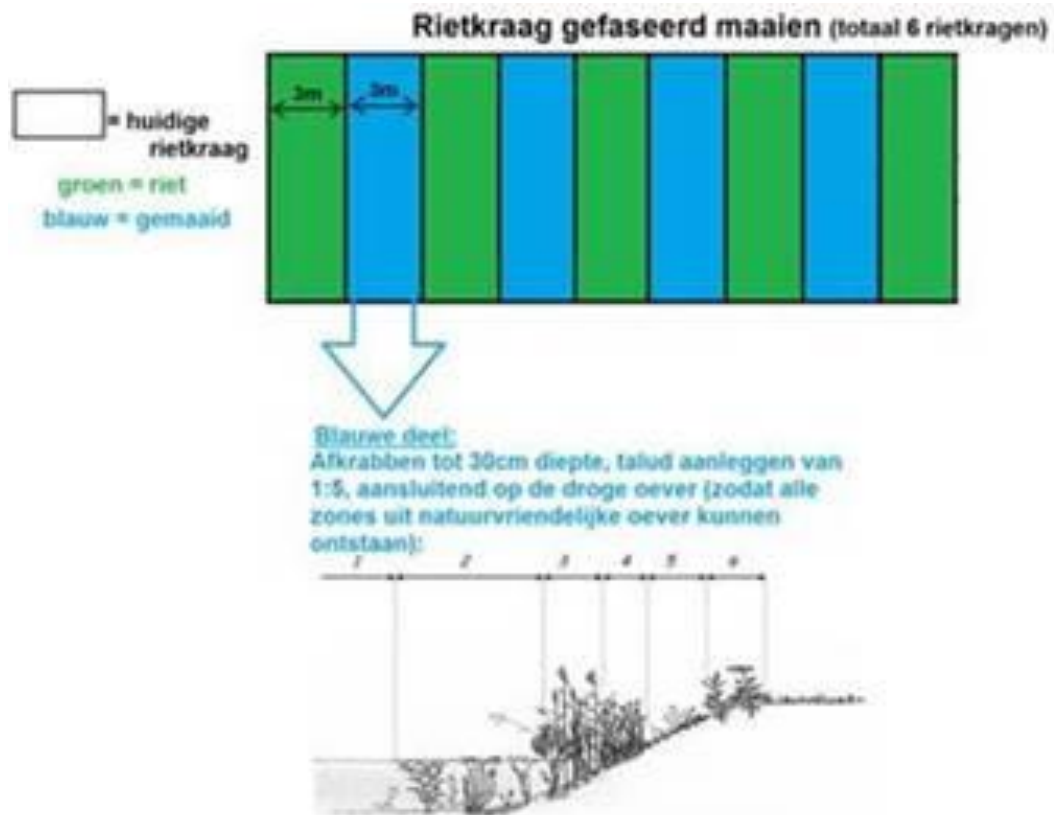 Rietkraag gefaseerd maaien (totaal 6 rietkragen)
3m
3m
= huidige
rietkraag
groen = riet
blauw = gemaaid
Blauwe deel:
Afkrabben tot 30cm diepte, talud aanleggen van
1:5, aansluitend op de droge oever (zodat alle
zones uit natuurvriendelijke oever kunnen
ontstaan):
1 2 3 4 5 6